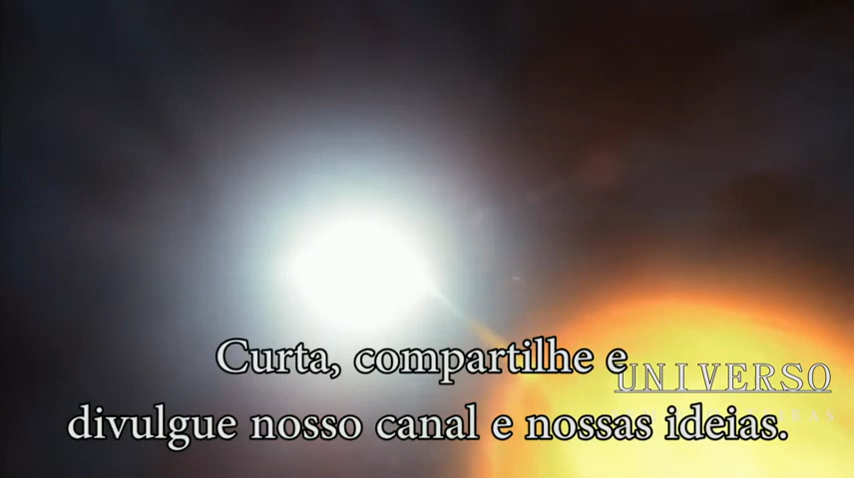 Curta, compartilhe e
UNIVERSO
divulgue nosso canal e nossas ideias.